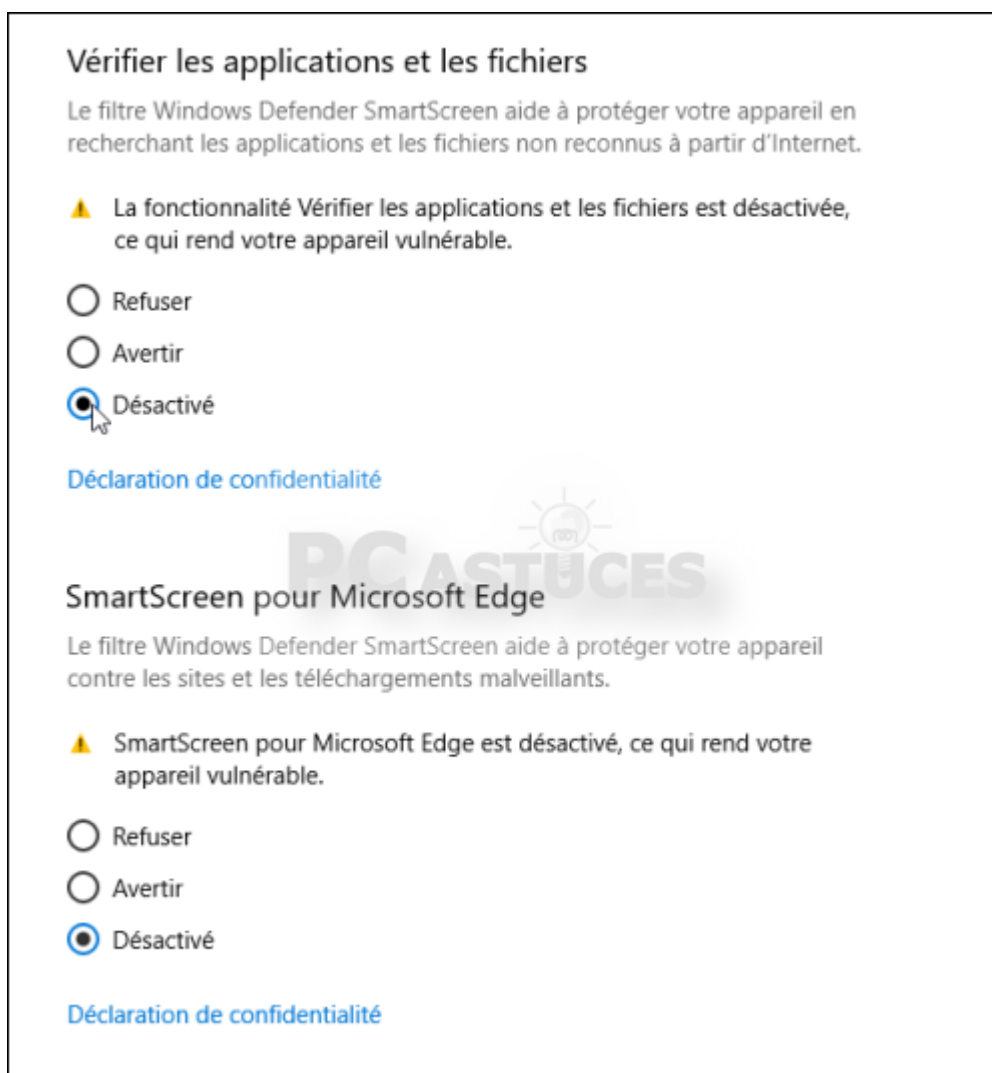 Vérifier les applications et les fichiers
Le filtre Windows Defender SmartScreen aide à protéger votre appareil en
recherchant les applications et les fichiers non reconnus à partir d'Internet.
La fonctionnalité Vérifier les applications et les fichiers est désactivée,
ce qui rend votre appareil vulnérable.
Refuser
Avertir
Désactivé
Déclaration de confidentialité
PC ASTUCES
SmartScreen pour Microsoft Edge
Le filtre Windows Defender SmartScreen aide à protéger votre appareil
contre les sites et les téléchargements malveillants.
SmartScreen pour Microsoft Edge est désactivé, ce qui rend votre
appareil vulnérable.
Refuser
Avertir
Désactivé
Déclaration de confidentialité